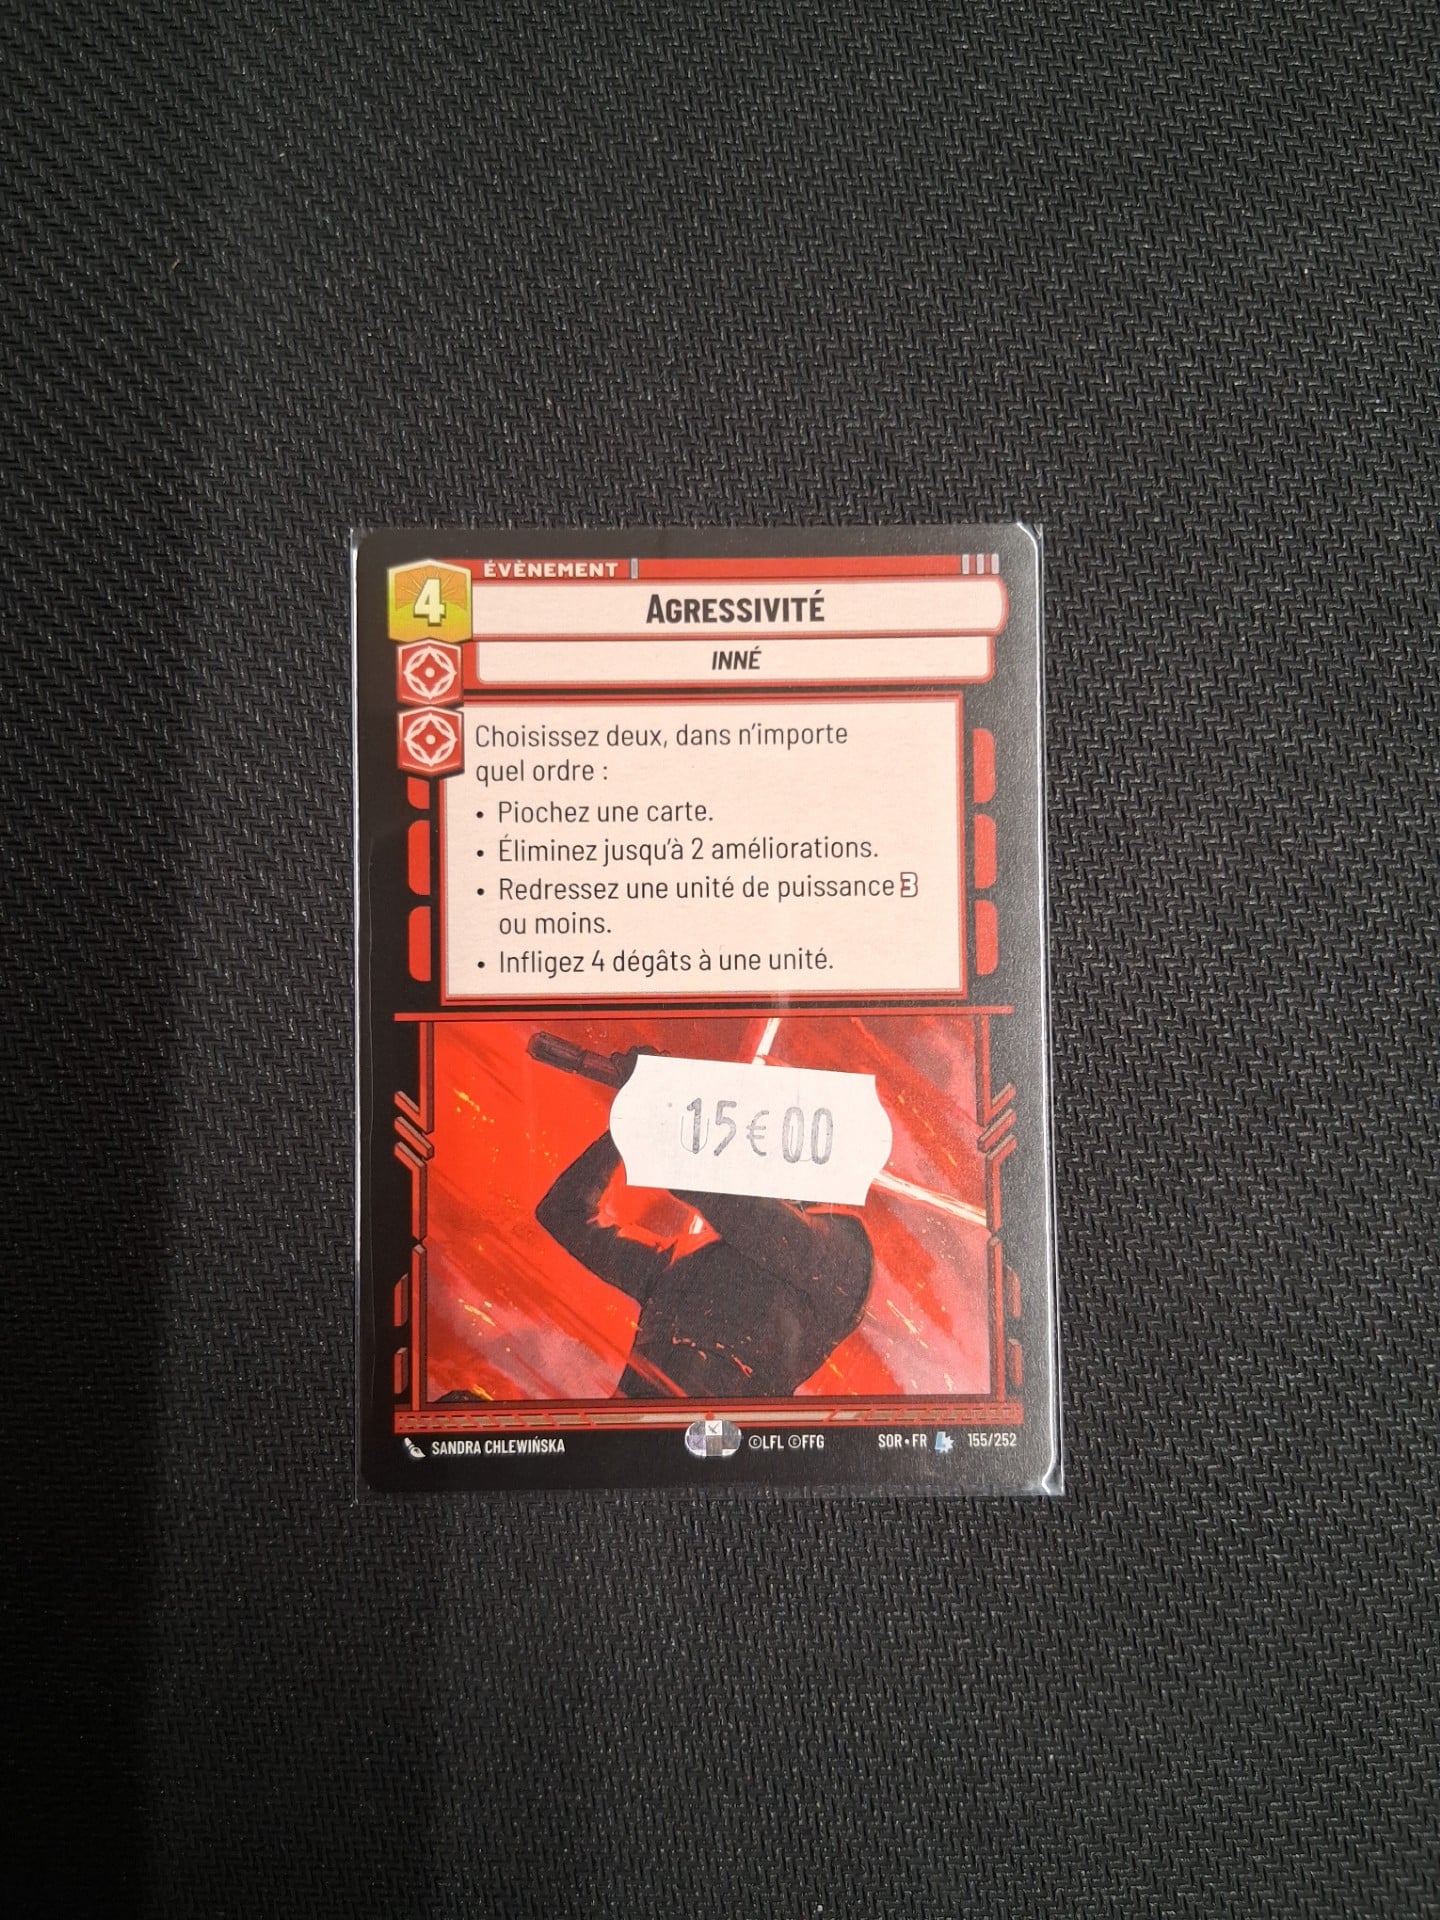 ÉVÈNEMENT
4
AGRESSIVITÉ
INNÉ
Choisissez deux, dans n'importe
quel ordre :
• Piochez une carte.
• Éliminez jusqu'à 2 améliorations.
• Redressez une unité de puissance 3
ou moins.
• Infligez 4 dégâts à une unité.
15€00
SANDRA CHLEWIŃSKA
©LFL ©FFG
SOR • FR L 155/252